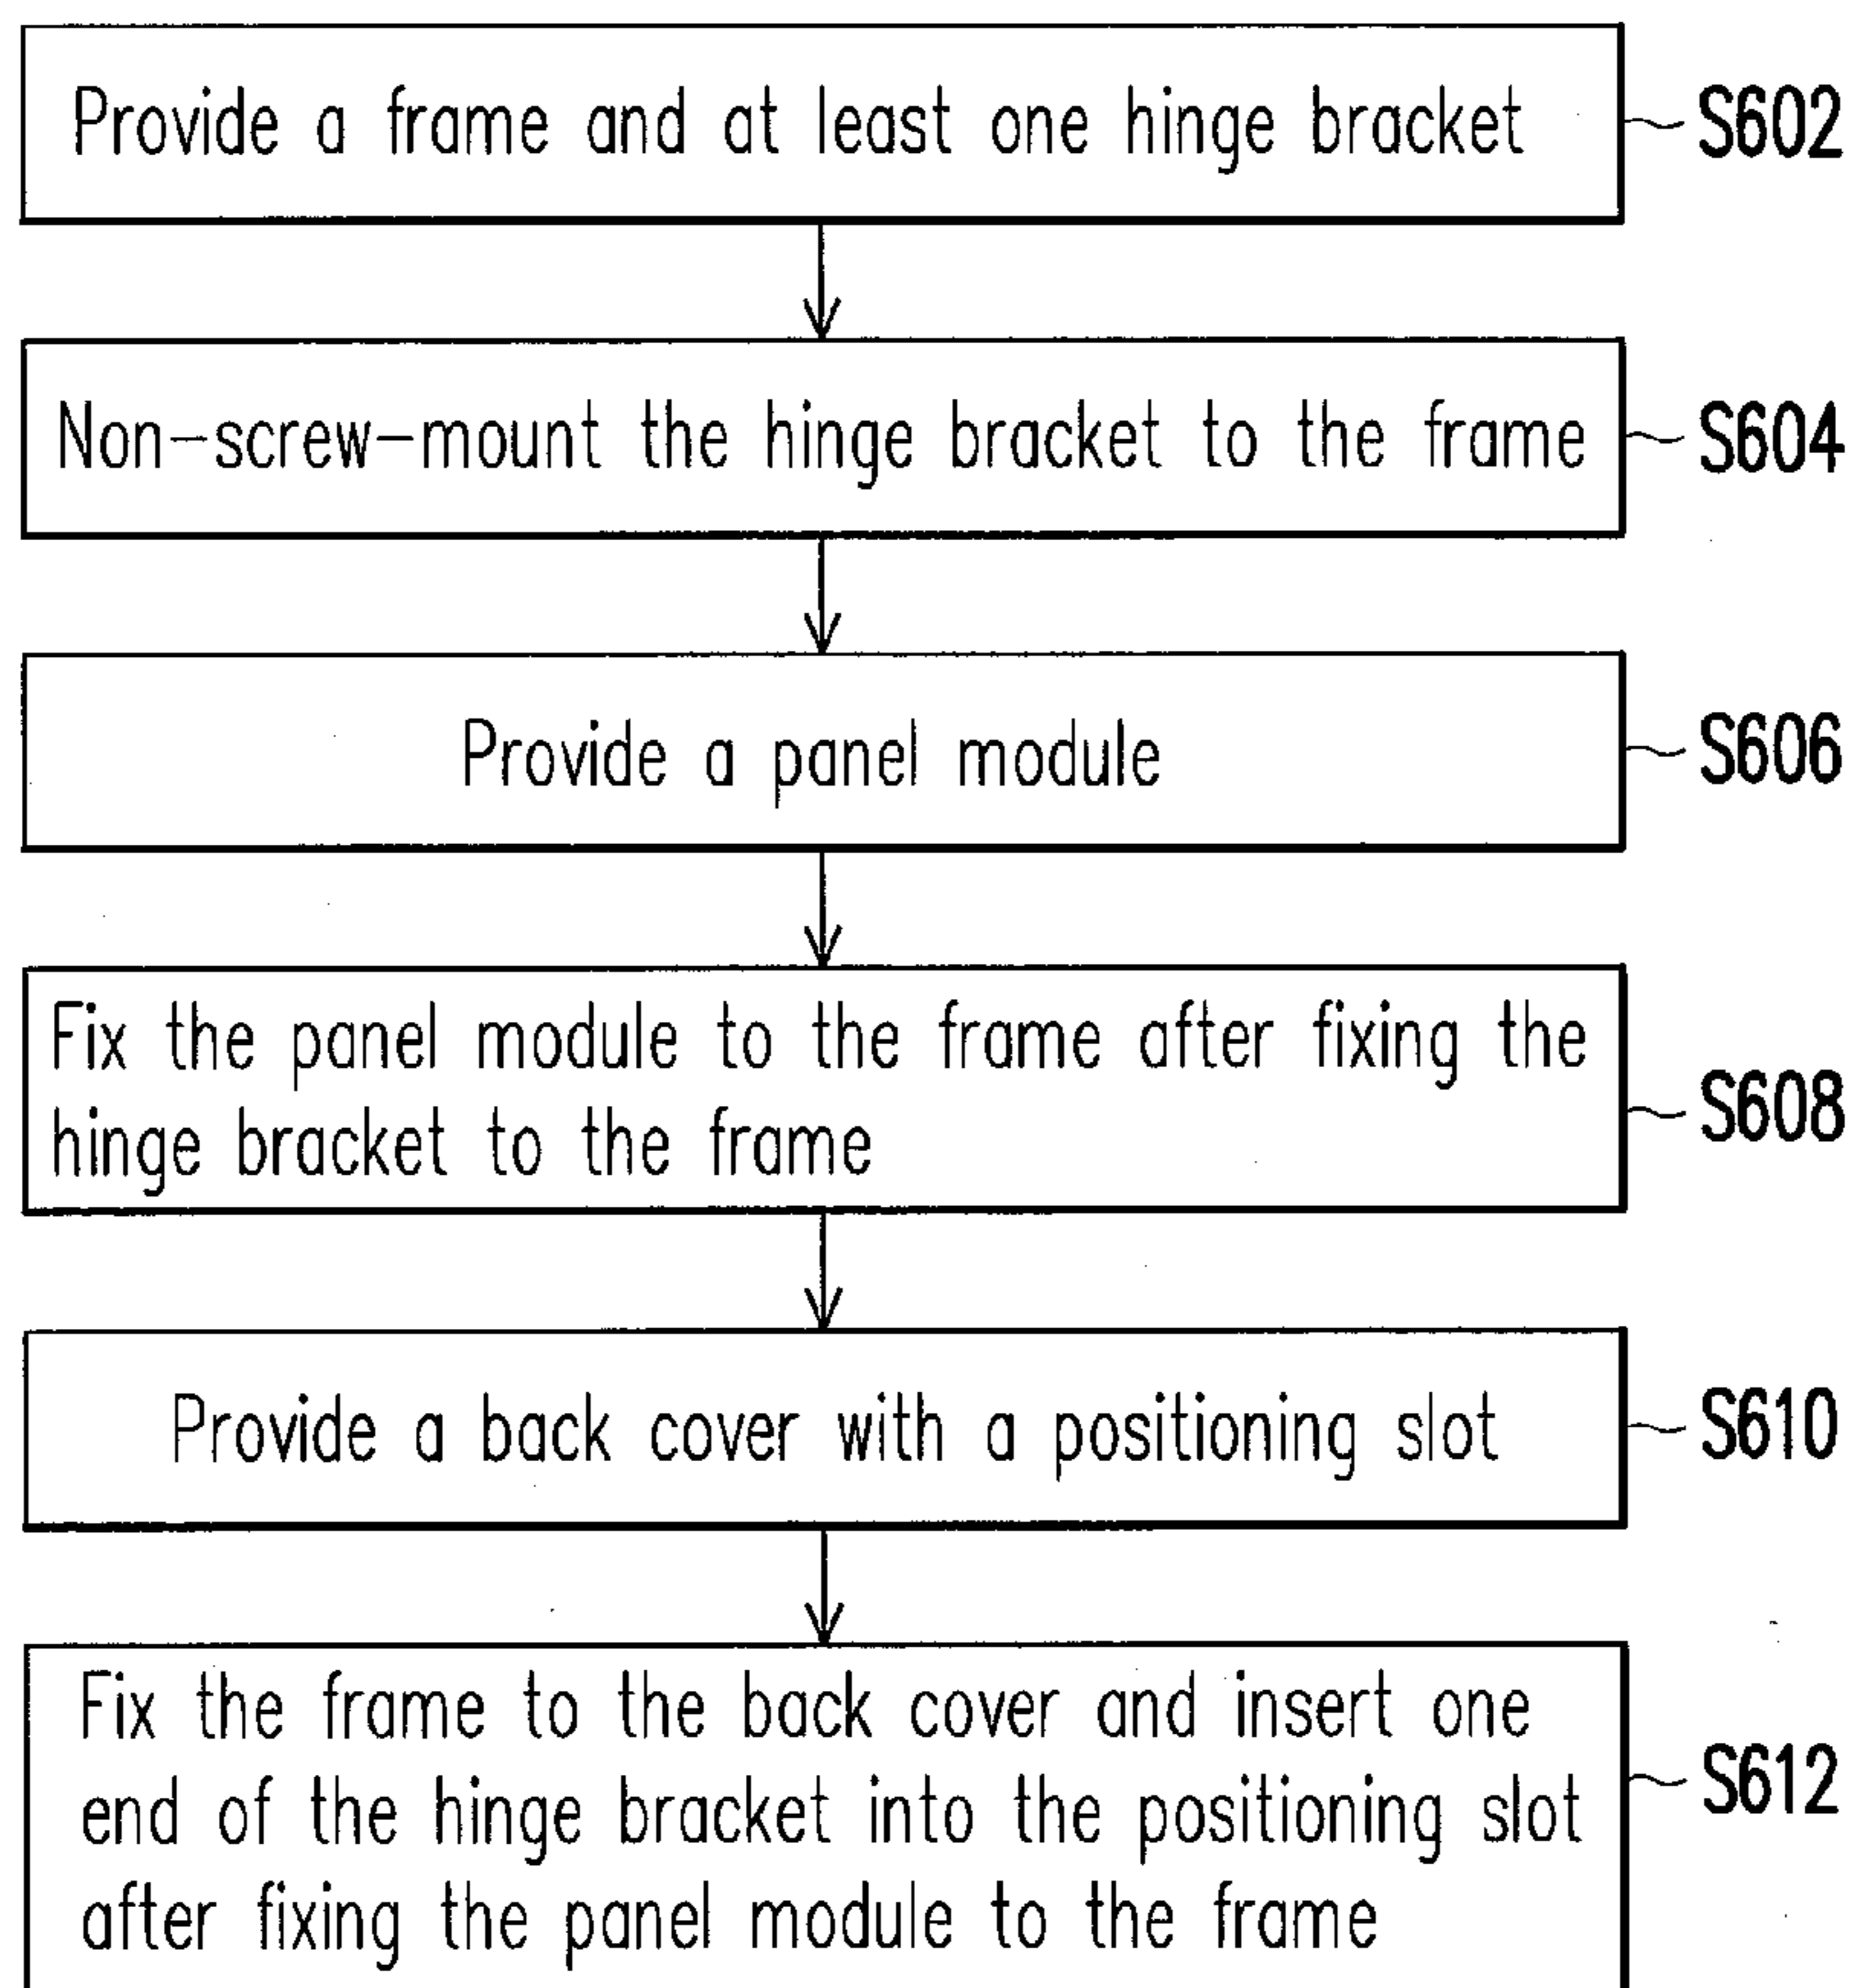 Provide a frame and at least one hinge bracket
S602
Non-screw-mount the hinge bracket to the frame
S604
Provide a panel module
S606
Fix the panel module to the frame after fixing the
hinge bracket to the frame
S608
Provide a back cover with a positioning slot
S610
Fix the frame to the back cover and insert one
end of the hinge bracket into the positioning slot
after fixing the panel module to the frame
S612